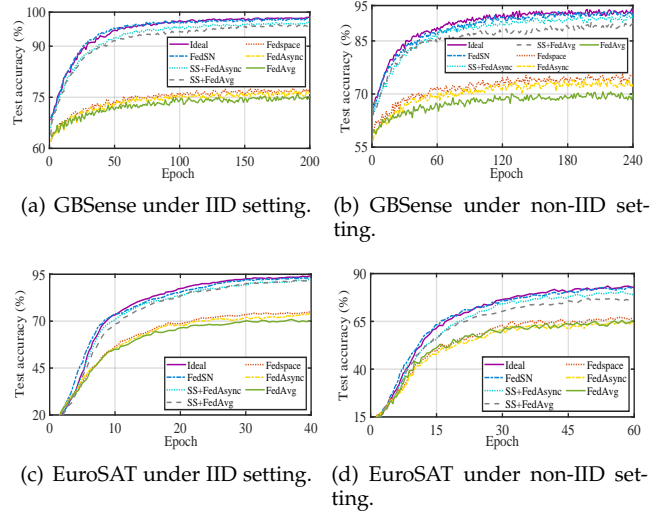 100
90
75
60
Test accuracy (%)
Ideal
FedSN
SS+FedAsync
SS+FedAvg
Fedspace
FedAsync
FedAvg
1
50
100
150
200
Epoch
(a) GBSense under IID setting.
100
85
70
55
Test accuracy (%)
Ideal
FedSN
SS+FedAsync
SS+FedAvg
Fedspace
FedAsync
FedAvg
1
60
120
180
240
Epoch
(b) GBSense under non-IID set-
ting.
95
70
45
20
Test accuracy (%)
Ideal
FedSN
SS+FedAsync
SS+FedAvg
Fedspace
FedAsync
FedAvg
1
10
20
30
40
Epoch
(c) EuroSAT under IID setting.
90
65
40
15
Test accuracy (%)
Ideal
FedSN
SS+FedAsync
SS+FedAvg
Fedspace
FedAsync
FedAvg
1
15
30
45
60
Epoch
(d) EuroSAT under non-IID set-
ting.